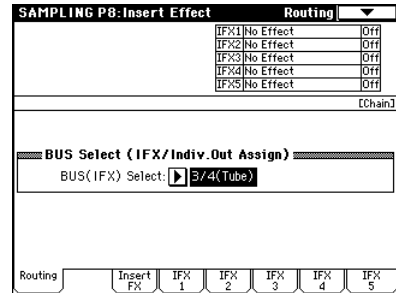 SAMPLING P8:Insert Effect Routing
IFX1 No Effect Off
IFX2 No Effect Off
IFX3 No Effect Off
IFX4 No Effect Off
IFX5 No Effect Off
[Chain]
BUS Select (IFX/Indiv.Out Assign)
BUS(IFX) Select: 3/4(Tube)
Routing Insert FX IFX 1 IFX 2 IFX 3 IFX 4 IFX 5